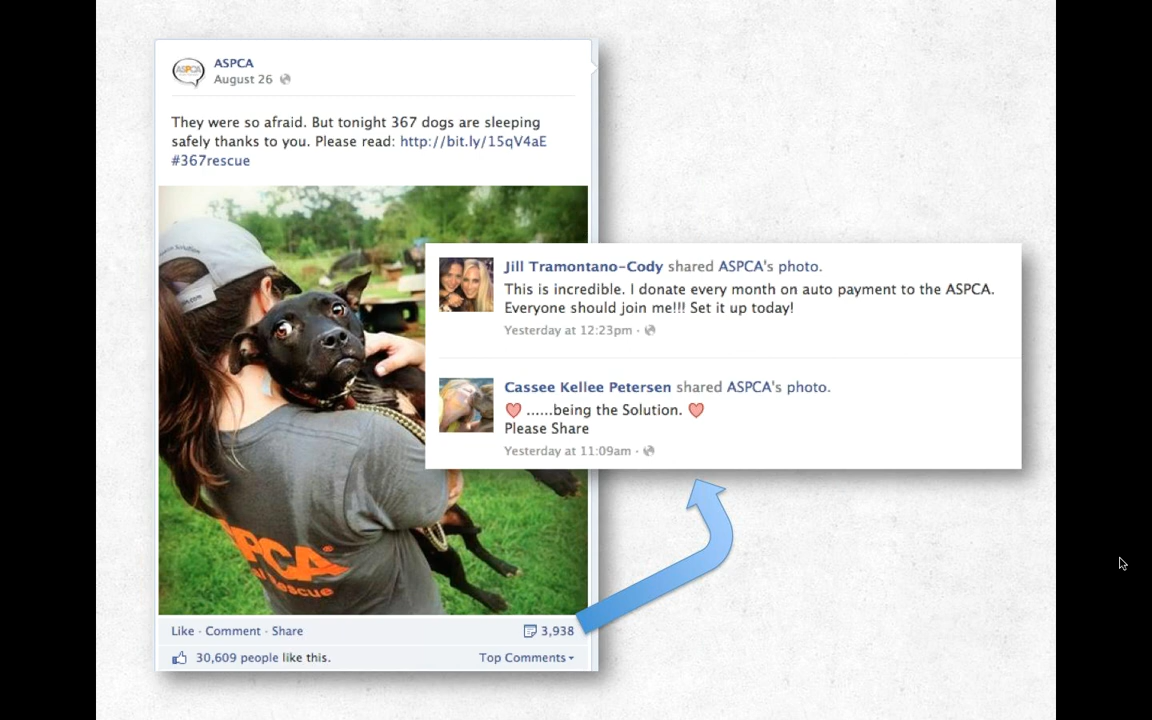 ASPCA
ASPCA
August 26
They were so afraid. But tonight 367 dogs are sleeping
safely thanks to you. Please read: http://bit.ly/15qV4aE
#367rescue
Jill Tramontano-Cody shared ASPCA's photo.
This is incredible. I donate every month on auto payment to the ASPCA.
Everyone should join me!!! Set it up today!
Yesterday at 12:23pm ·
Cassee Kellee Petersen shared ASPCA's photo.
......being the Solution.
Please Share
Yesterday at 11:09am ·
PCA®
Rescue
Like · Comment · Share
3,938
30,609 people like this.
Top Comments